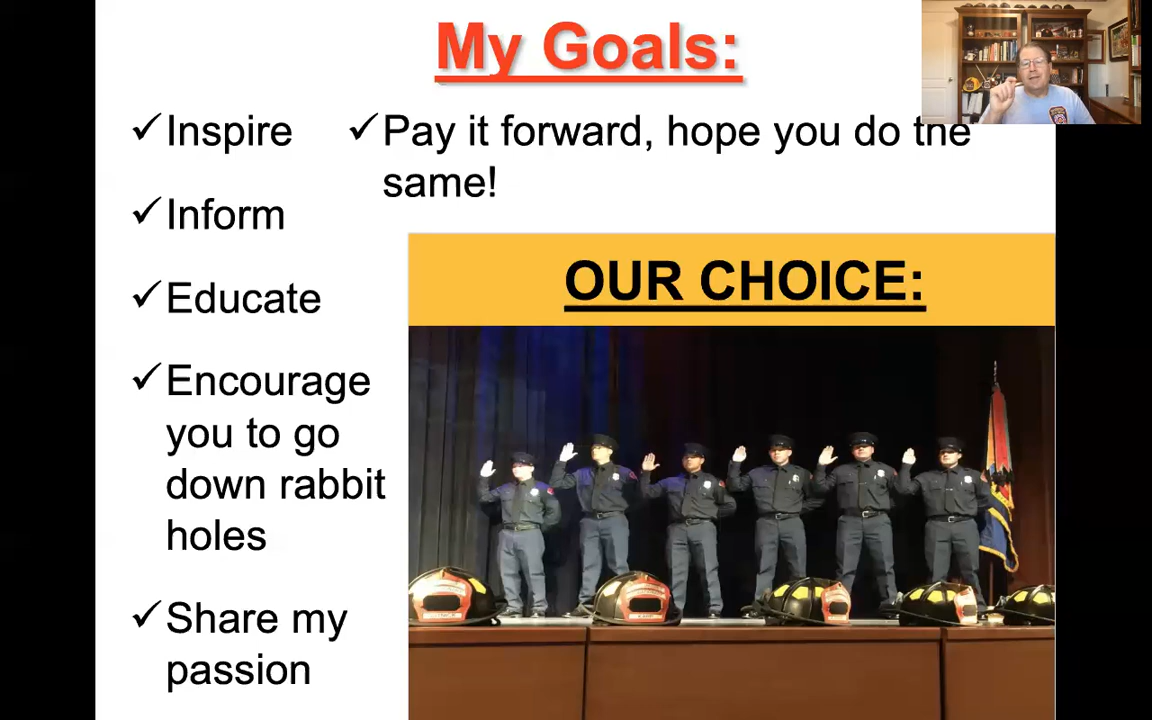 My Goals:
✓Inspire
✓Inform
✓Educate
✓Encourage
you to go
down rabbit
holes
✓Share my
passion
✓Pay it forward, hope you do the
same!
OUR CHOICE: